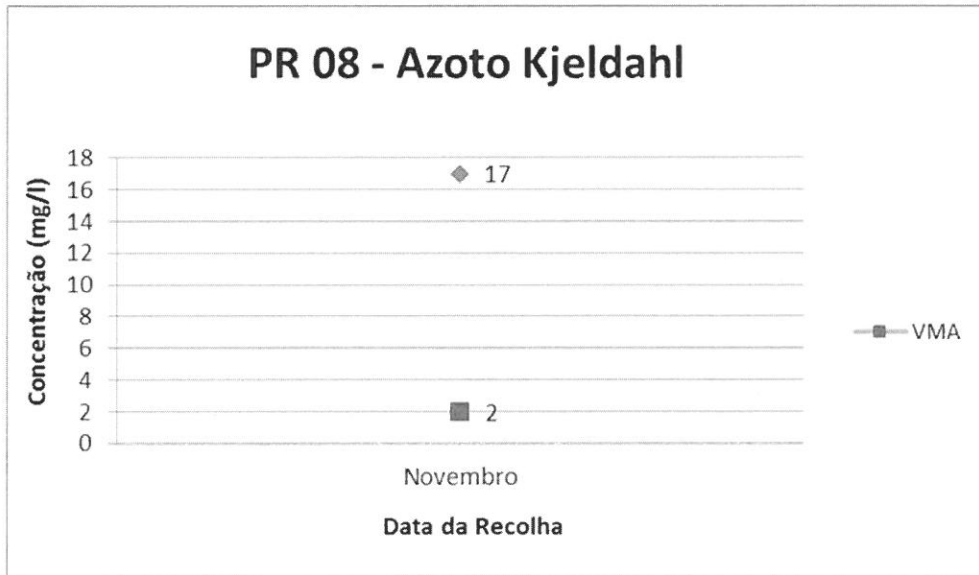 PR 08 - Azoto Kjeldahl
Concentração (mg/l)
18
16
14
12
10
8
6
4
2
0
17
2
VMA
Novembro
Data da Recolha